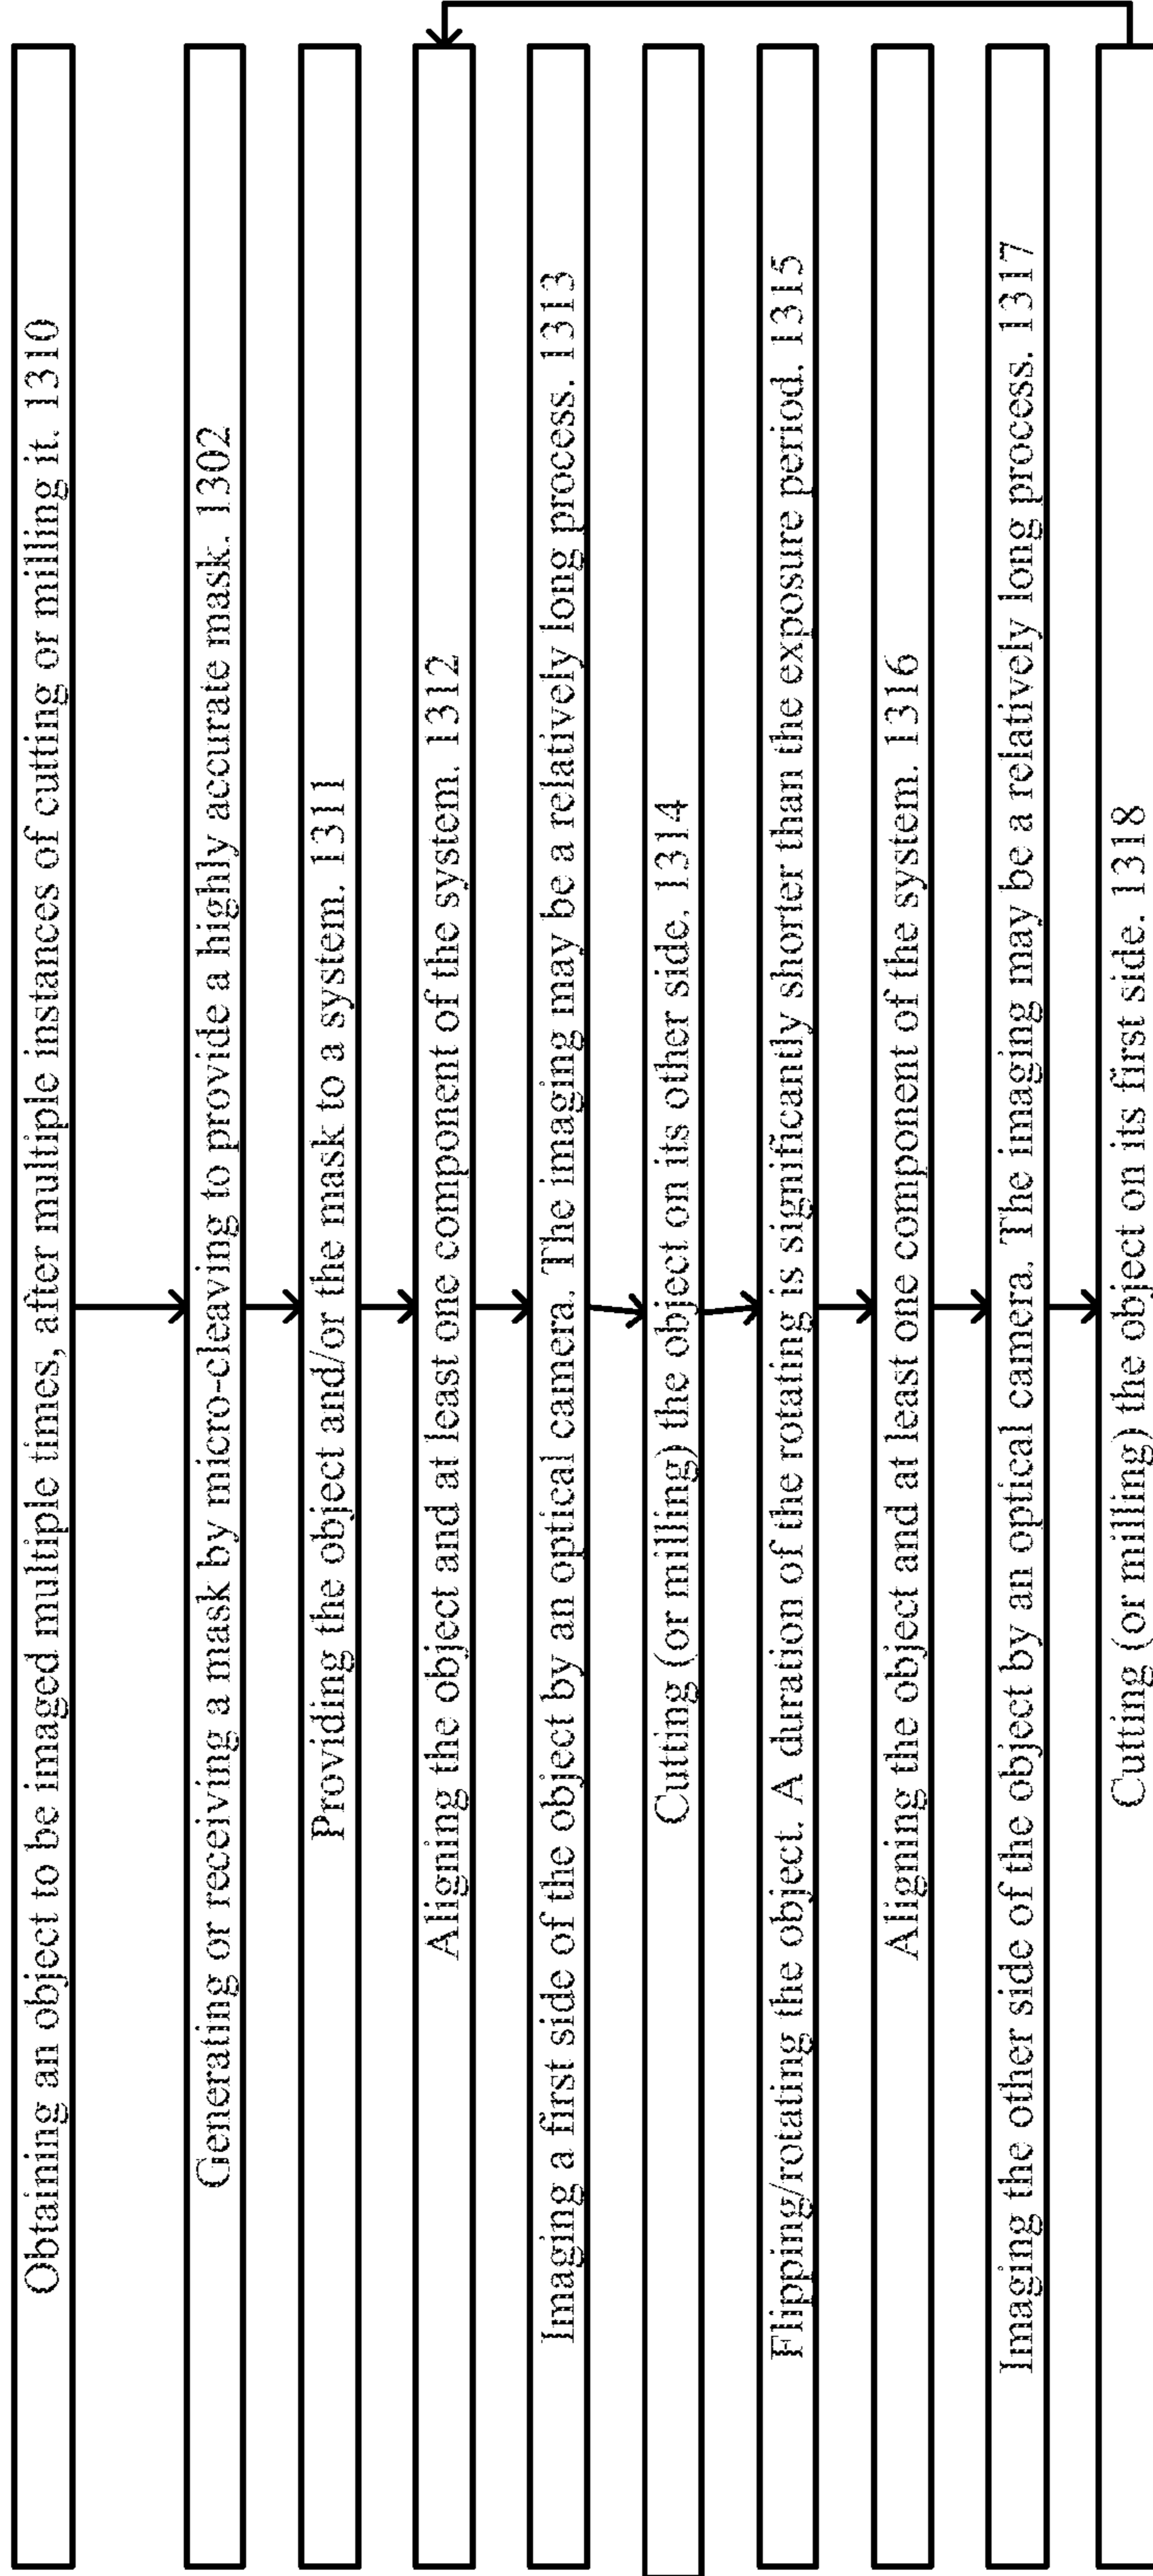 Obtaining an object to be imaged multiple times, after multiple instances of cutting or milling it. 1310
Generating or receiving a mask by micro-cleaving to provide a highly accurate mask. 1302
Providing the object and/or the mask to a system. 1311
Aligning the object and at least one component of the system. 1312
Imaging a first side of the object by an optical camera. The imaging may be a relatively long process. 1313
Cutting (or milling) the object on its other side. 1314
Flipping/rotating the object. A duration of the rotating is significantly shorter than the exposure period. 1315
Aligning the object and at least one component of the system. 1316
Imaging the other side of the object by an optical camera. The imaging may be a relatively long process. 1317
Cutting (or milling) the object on its first side. 1318